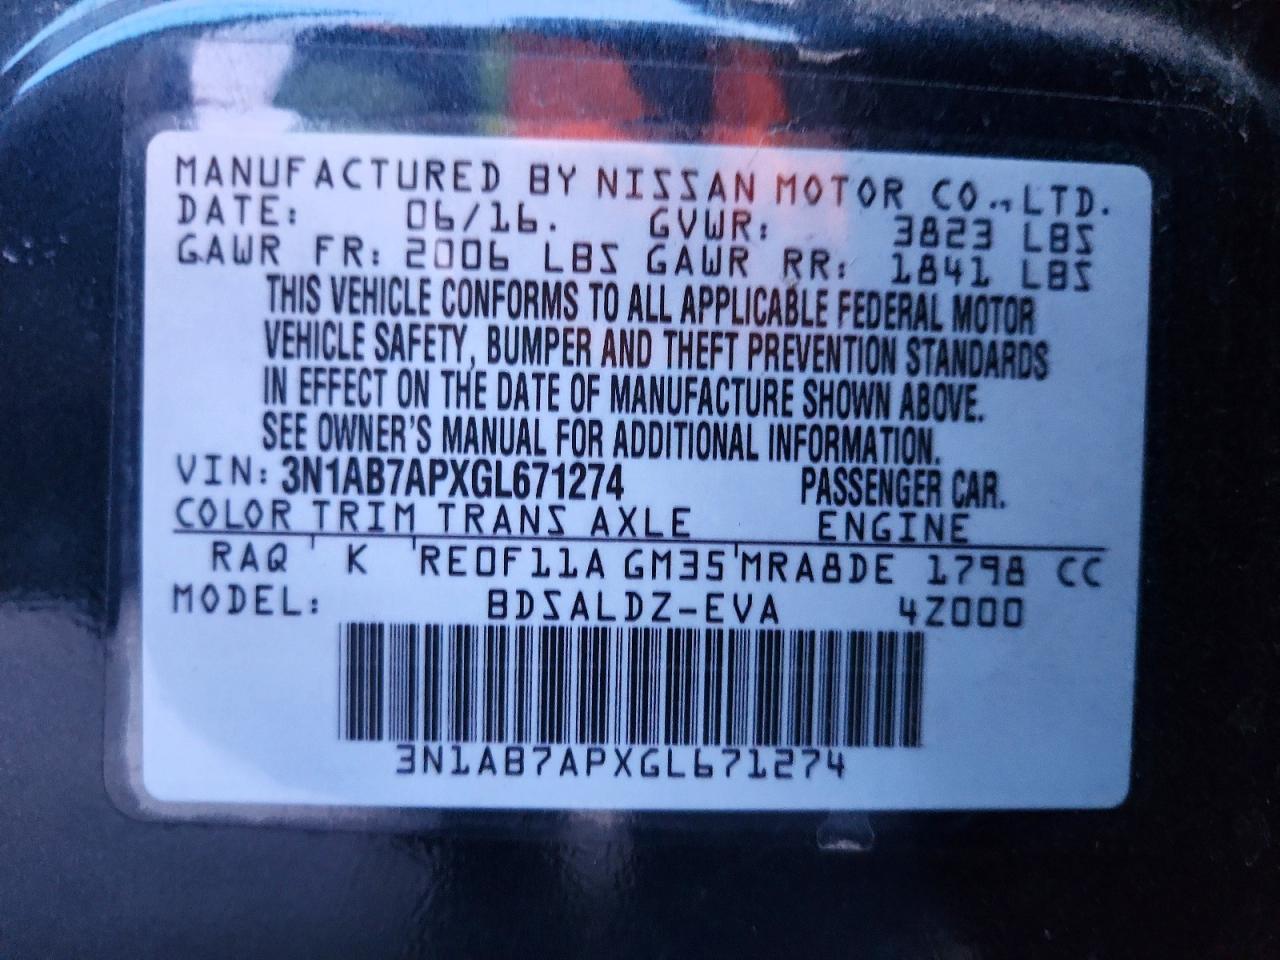 MANUFACTURED BY NISSAN MOTOR CO.,LTD.
DATE: 06/16. GVWR: 3823 LBS
GAWR FR: 2006 LBS GAWR RR: 1841 LBS
THIS VEHICLE CONFORMS TO ALL APPLICABLE FEDERAL MOTOR
VEHICLE SAFETY, BUMPER AND THEFT PREVENTION STANDARDS
IN EFFECT ON THE DATE OF MANUFACTURE SHOWN ABOVE.
SEE OWNER'S MANUAL FOR ADDITIONAL INFORMATION.
VIN: 3N1AB7APXGL671274 PASSENGER CAR.
COLOR TRIM TRANS AXLE ENGINE
RAQ K RE0F11A GM35 MRA8DE 1798 CC
MODEL: BDSALDZ-EVA 4Z000
3N1AB7APXGL671274